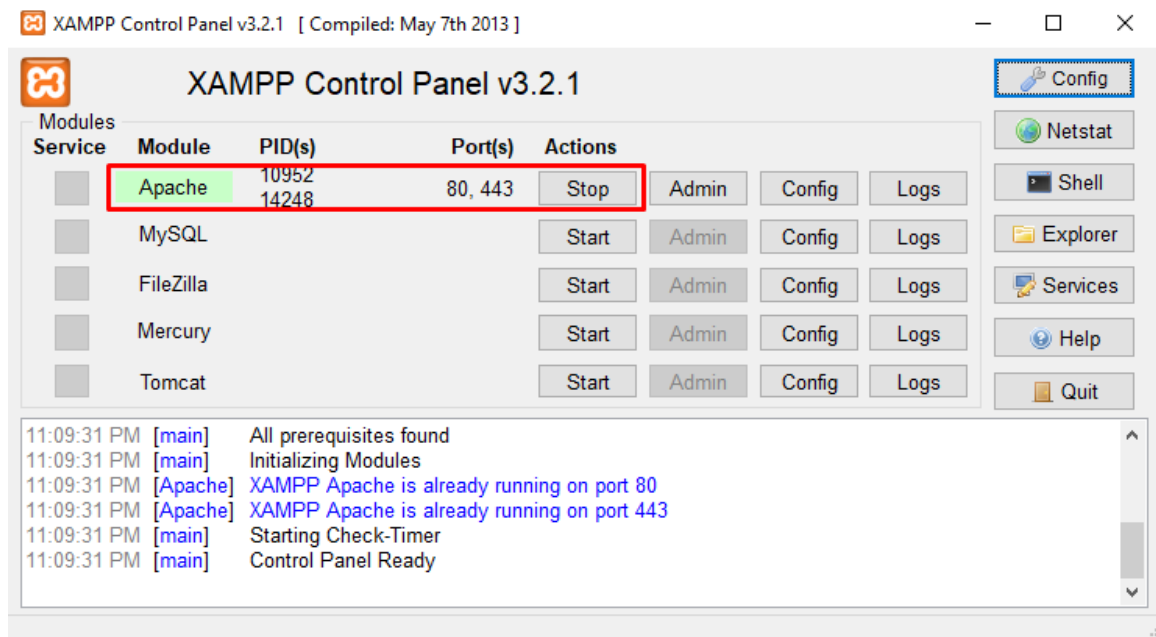 XAMPP Control Panel v3.2.1 [ Compiled: May 7th 2013 ]
XAMPP Control Panel v3.2.1
Config
Modules
Netstat
Service Module PID(s) Port(s) Actions
Apache 10952 14248 80, 443 Stop Admin Config Logs
Shell
MySQL Start Admin Config Logs
Explorer
FileZilla Start Admin Config Logs
Services
Mercury Start Admin Config Logs
Help
Tomcat Start Admin Config Logs
Quit
11:09:31 PM [main] All prerequisites found
11:09:31 PM [main] Initializing Modules
11:09:31 PM [Apache] XAMPP Apache is already running on port 80
11:09:31 PM [Apache] XAMPP Apache is already running on port 443
11:09:31 PM [main] Starting Check-Timer
11:09:31 PM [main] Control Panel Ready